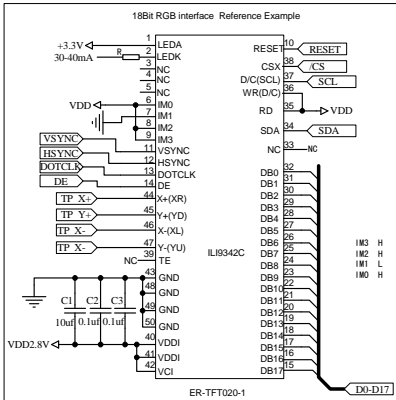 18Bit RGB interface Reference Example
+3.3V 1 LEDA
30-40mA R 2 LEDK
3 NC
4 NC
5 NC
VDD 6 IM0
7 IM1
8 IM2
9 IM3
VSYNC 11 VSYNC
HSYNC 12 HSYNC
DOTCLK 13 DOTCLK
DE 14 DE
TP X+ 44 X+(XR)
TP Y+ 45 Y+(YD)
TP X- 46 X-(XL)
TP X- 47 Y-(YU)
NC 39 TE
43 GND
48 GND
49 GND
50 GND
C1 C2 C3
10uf 0.1uf 0.1uf
VDD2.8V 40 VDDI
41 VDDI
42 VCI
RESET 10 RESET
CSX 38 /CS
D/C(SCL) 37 SCL
WR(D/C) 36
RD 35 VDD
SDA 34 SDA
NC 33 NC
DB0 32
DB1 31
DB2 30
DB3 29
DB4 28
DB5 27
DB6 26
DB7 25
DB8 24
DB9 23
DB10 22
DB11 21
DB12 20
DB13 19
DB14 18
DB15 17
DB16 16
DB17 15
ILI9342C
IM3 H
IM2 H
IM1 L
IM0 H
D0-D17
ER-TFT020-1